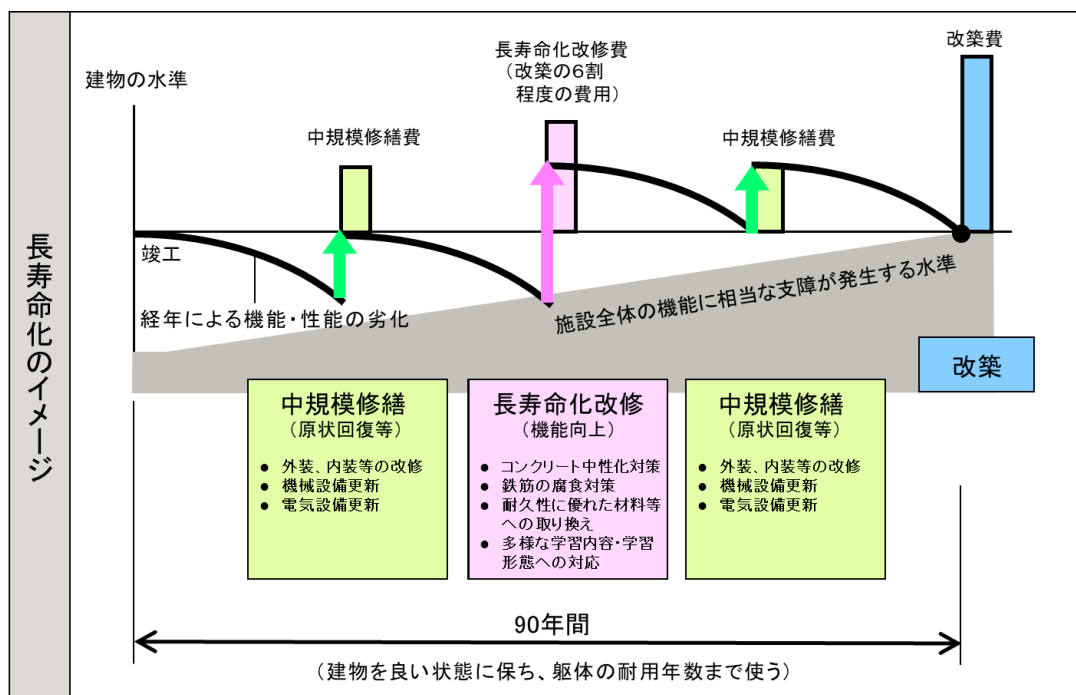 長寿命化のイメージ
建物の水準
中規模修繕費
長寿命化改修費
（改築の６割
程度の費用）
中規模修繕費
改築費
竣工
経年による機能・性能の劣化
施設全体の機能に相当な支障が発生する水準
改築
中規模修繕
（原状回復等）
● 外装、内装等の改修
● 機械設備更新
● 電気設備更新
長寿命化改修
（機能向上）
● コンクリート中性化対策
● 鉄筋の腐食対策
● 耐久性に優れた材料等
への取り換え
● 多様な学習内容・学習
形態への対応
中規模修繕
（原状回復等）
● 外装、内装等の改修
● 機械設備更新
● 電気設備更新
90年間
（建物を良い状態に保ち、躯体の耐用年数まで使う）